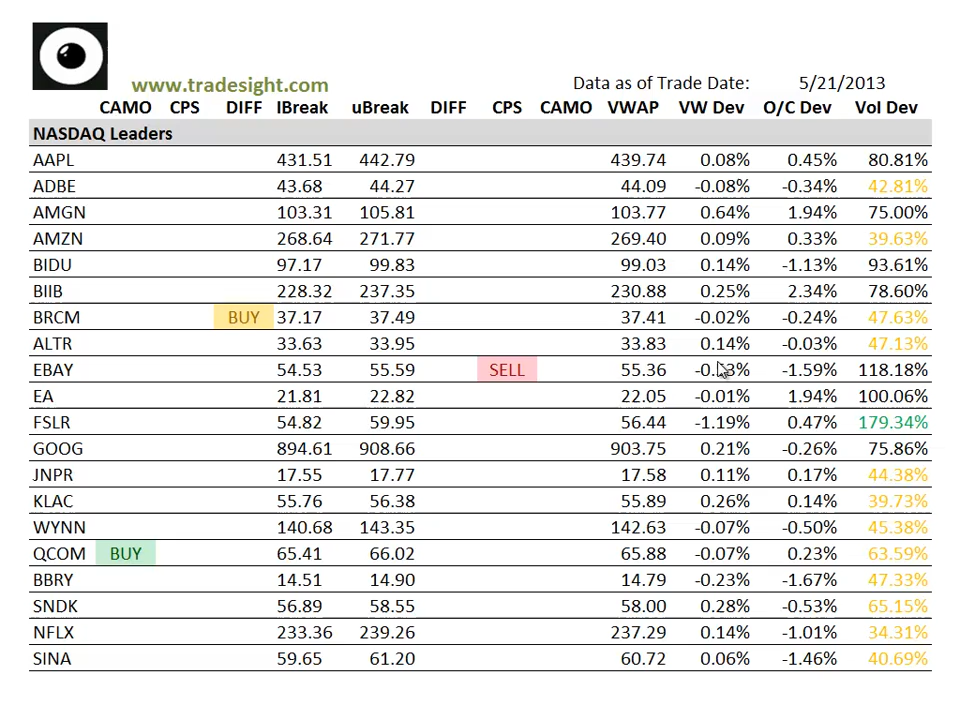 www.tradesight.com Data as of Trade Date: 5/21/2013
CAMO CPS DIFF lBreak uBreak DIFF CPS CAMO VWAP VW Dev O/C Dev Vol Dev
NASDAQ Leaders
AAPL 431.51 442.79 439.74 0.08% 0.45% 80.81%
ADBE 43.68 44.27 44.09 -0.08% -0.34% 42.81%
AMGN 103.31 105.81 103.77 0.64% 1.94% 75.00%
AMZN 268.64 271.77 269.40 0.09% 0.33% 39.63%
BIDU 97.17 99.83 99.03 0.14% -1.13% 93.61%
BIIB 228.32 237.35 230.88 0.25% 2.34% 78.60%
BRCM BUY 37.17 37.49 37.41 -0.02% -0.24% 47.63%
ALTR 33.63 33.95 33.83 0.14% -0.03% 47.13%
EBAY 54.53 55.59 SELL 55.36 -1.59% 118.18%
EA 21.81 22.82 22.05 -0.01% 1.94% 100.06%
FSLR 54.82 59.95 56.44 -1.19% 0.47% 179.34%
GOOG 894.61 908.66 903.75 0.21% -0.26% 75.86%
JNPR 17.55 17.77 17.58 0.11% 0.17% 44.38%
KLAC 55.76 56.38 55.89 0.26% 0.14% 39.73%
WYNN 140.68 143.35 142.63 -0.07% -0.50% 45.38%
QCOM BUY 65.41 66.02 65.88 -0.07% 0.23% 63.59%
BBRY 14.51 14.90 14.79 -0.23% -1.67% 47.33%
SNDK 56.89 58.55 58.00 0.28% -0.53% 65.15%
NFLX 233.36 239.26 237.29 0.14% -1.01% 34.31%
SINA 59.65 61.20 60.72 0.06% -1.46% 40.69%